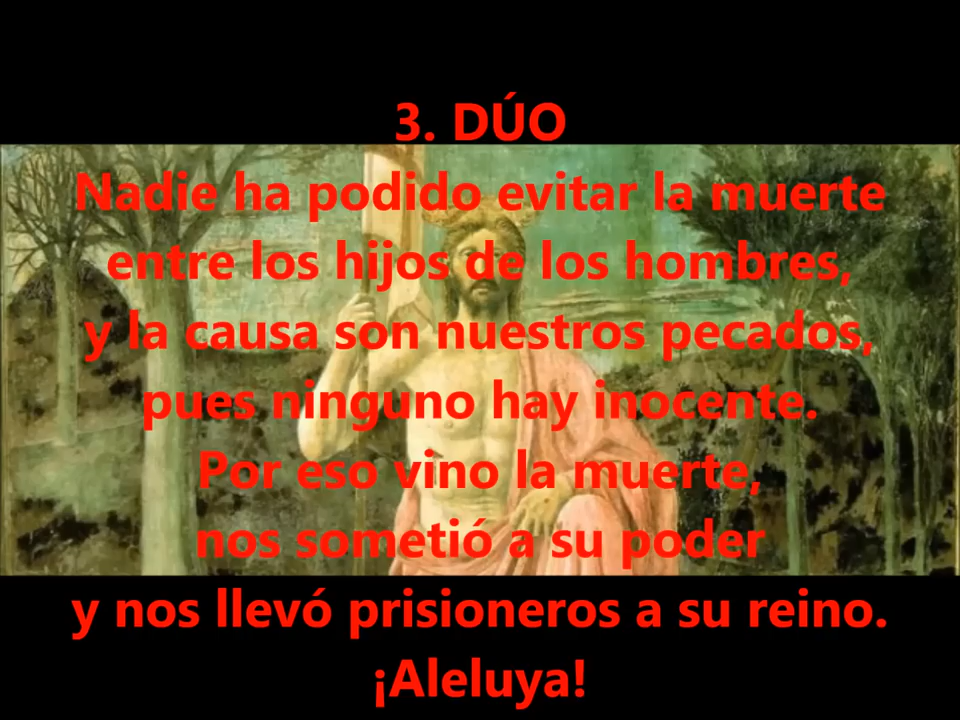 3. DÚO
Nadie ha podido evitar la muerte
entre los hijos de los hombres,
y la causa son nuestros pecados,
pues ninguno hay inocente.
Por eso vino la muerte,
nos sometió a su poder
y nos llevó prisioneros a su reino.
¡Aleluya!